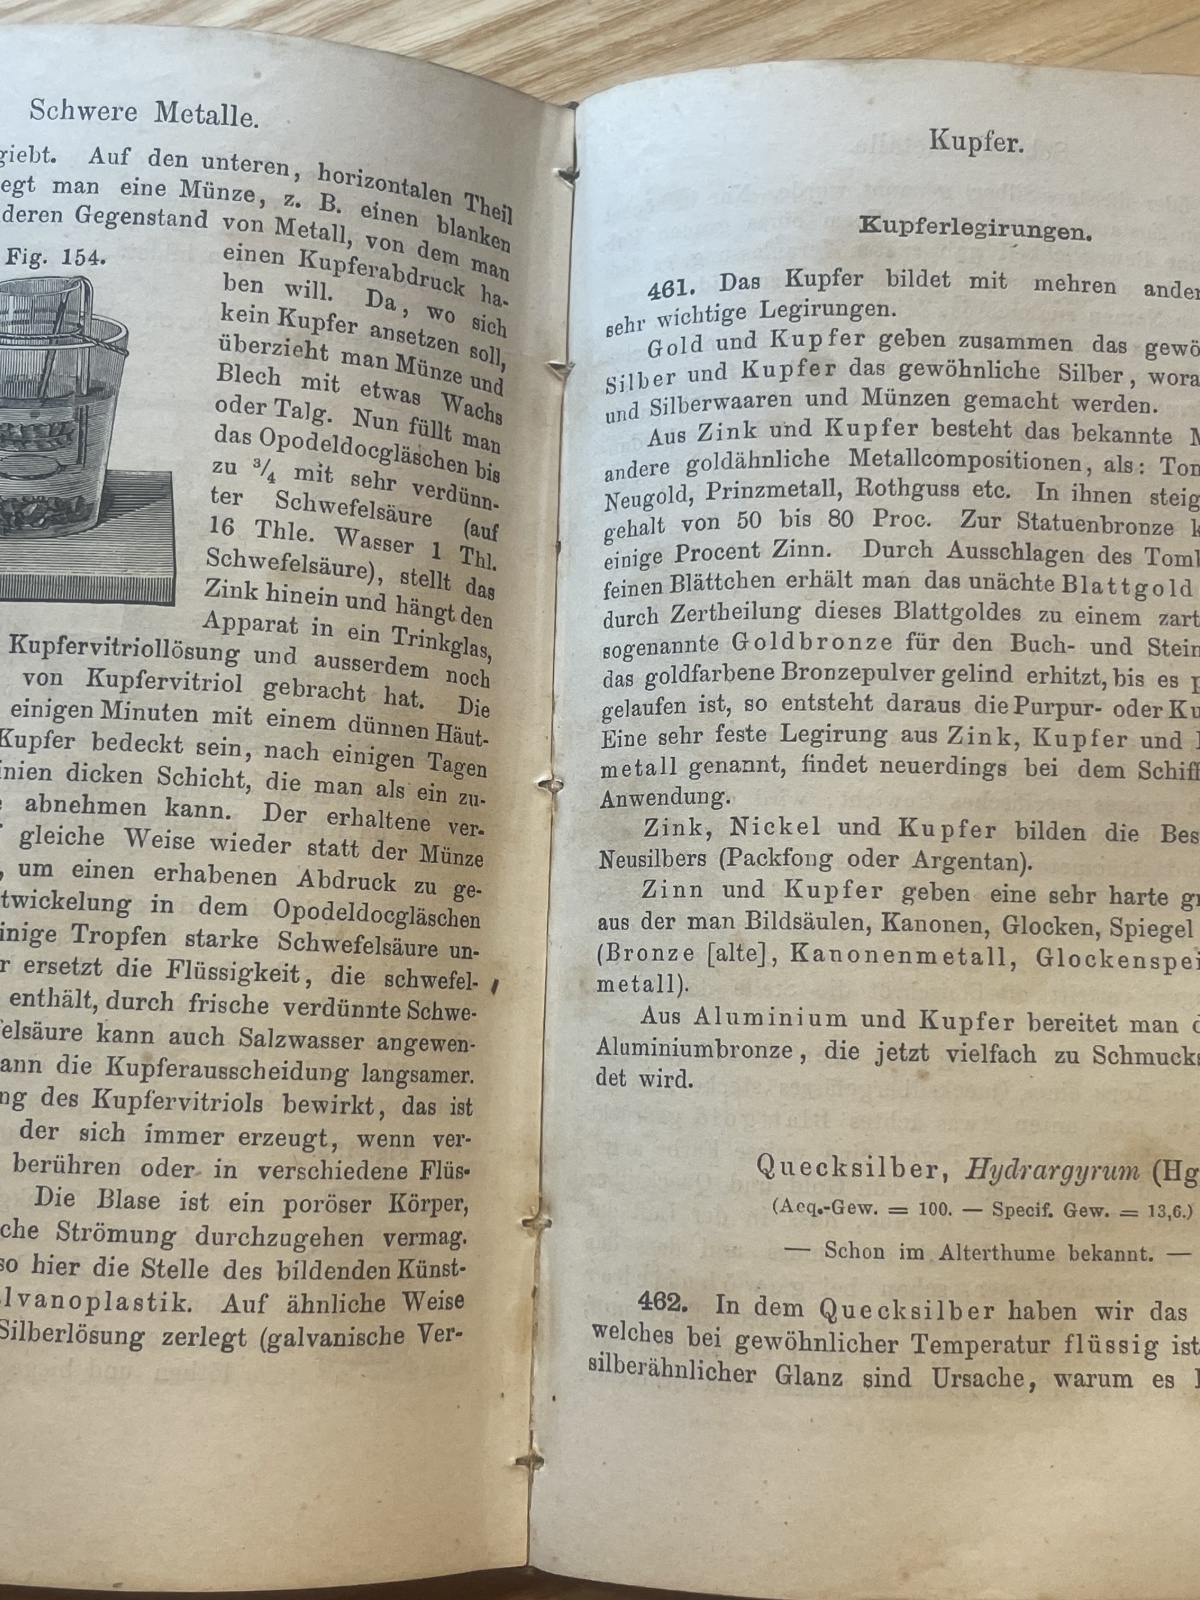 Schwere Metalle.
giebt. Auf den unteren, horizontalen Theil
egt man eine Münze, z. B. einen blanken
deren Gegenstand von Metall, von dem man
Fig. 154.
einen Kupferabdruck ha-
ben will. Da, wo sich
kein Kupfer ansetzen soll,
überzieht man Münze und
Blech mit etwas Wachs
oder Talg. Nun füllt man
das Opodeldocgläschen bis
zu 3/4 mit sehr verdünn-
ter Schwefelsäure (auf
16 Thle. Wasser 1 Thl.
Schwefelsäure), stellt das
Zink hinein und hängt den
Apparat in ein Trinkglas,
Kupfervitriollösung und ausserdem noch
von Kupfervitriol gebracht hat. Die
einigen Minuten mit einem dünnen Häut-
Kupfer bedeckt sein, nach einigen Tagen
inien dicken Schicht, die man als ein zu-
abnehmen kann. Der erhaltene ver-
gleiche Weise wieder statt der Münze
, um einen erhabenen Abdruck zu ge-
twickelung in dem Opodeldocgläschen
inige Tropfen starke Schwefelsäure un-
r ersetzt die Flüssigkeit, die schwefel-
enthält, durch frische verdünnte Schwe-
elsäure kann auch Salzwasser angewen-
ann die Kupferausscheidung langsamer.
ng des Kupfervitriols bewirkt, das ist
der sich immer erzeugt, wenn ver-
berühren oder in verschiedene Flüs-
Die Blase ist ein poröser Körper,
che Strömung durchzugehen vermag.
so hier die Stelle des bildenden Künst-
lvanoplastik. Auf ähnliche Weise
Silberlösung zerlegt (galvanische Ver-
Kupfer.
Kupferlegirungen.
461. Das Kupfer bildet mit mehren ander
sehr wichtige Legirungen.
Gold und Kupfer geben zusammen das gewö
Silber und Kupfer das gewöhnliche Silber, wora
und Silberwaaren und Münzen gemacht werden.
Aus Zink und Kupfer besteht das bekannte M
andere goldähnliche Metallcompositionen, als: Tom
Neugold, Prinzmetall, Rothguss etc. In ihnen steig
gehalt von 50 bis 80 Proc. Zur Statuenbronze k
einige Procent Zinn. Durch Ausschlagen des Tomb
feinen Blättchen erhält man das unächte Blattgold
durch Zertheilung dieses Blattgoldes zu einem zart
sogenannte Goldbronze für den Buch- und Stein
das goldfarbene Bronzepulver gelind erhitzt, bis es p
gelaufen ist, so entsteht daraus die Purpur- oder Ku
Eine sehr feste Legirung aus Zink, Kupfer und
metall genannt, findet neuerdings bei dem Schiff
Anwendung.
Zink, Nickel und Kupfer bilden die Bes
Neusilbers (Packfong oder Argentan).
Zinn und Kupfer geben eine sehr harte gr
aus der man Bildsäulen, Kanonen, Glocken, Spiegel
(Bronze [alte], Kanonenmetall, Glockenspei
metall).
Aus Aluminium und Kupfer bereitet man d
Aluminiumbronze, die jetzt vielfach zu Schmucks
det wird.
Quecksilber, Hydrargyrum (Hg
(Aeq.-Gew. = 100. — Specif. Gew. = 13,6.)
— Schon im Alterthume bekannt. —
462. In dem Quecksilber haben wir das
welches bei gewöhnlicher Temperatur flüssig ist
silberähnlicher Glanz sind Ursache, warum es